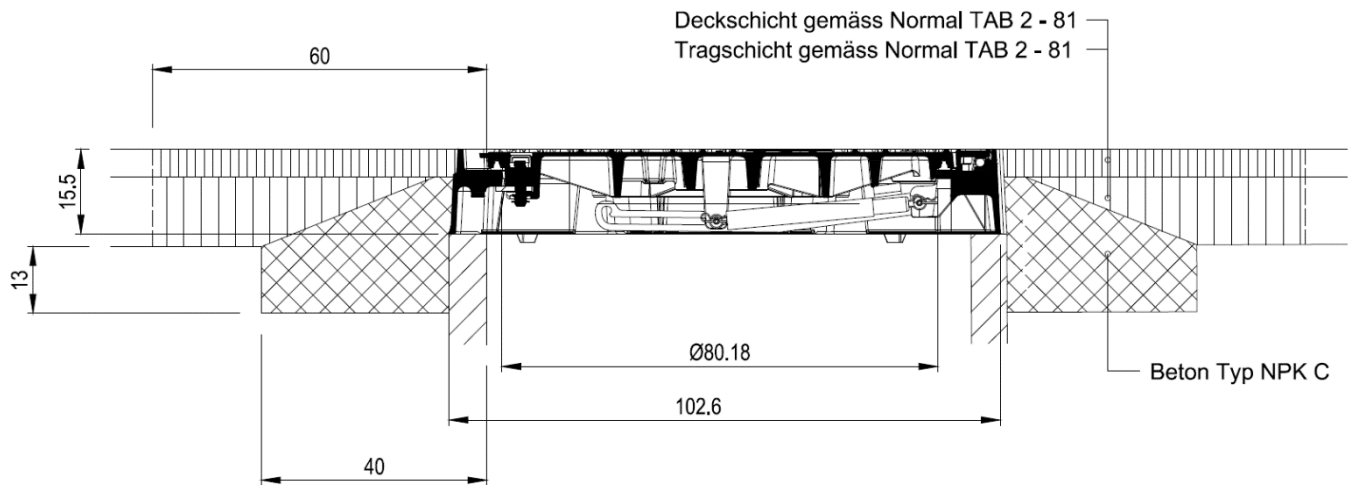 Deckschicht gemäss Normal TAB 2 - 81
Tragschicht gemäss Normal TAB 2 - 81
60
15.5
13
Ø80.18
Beton Typ NPK C
102.6
40